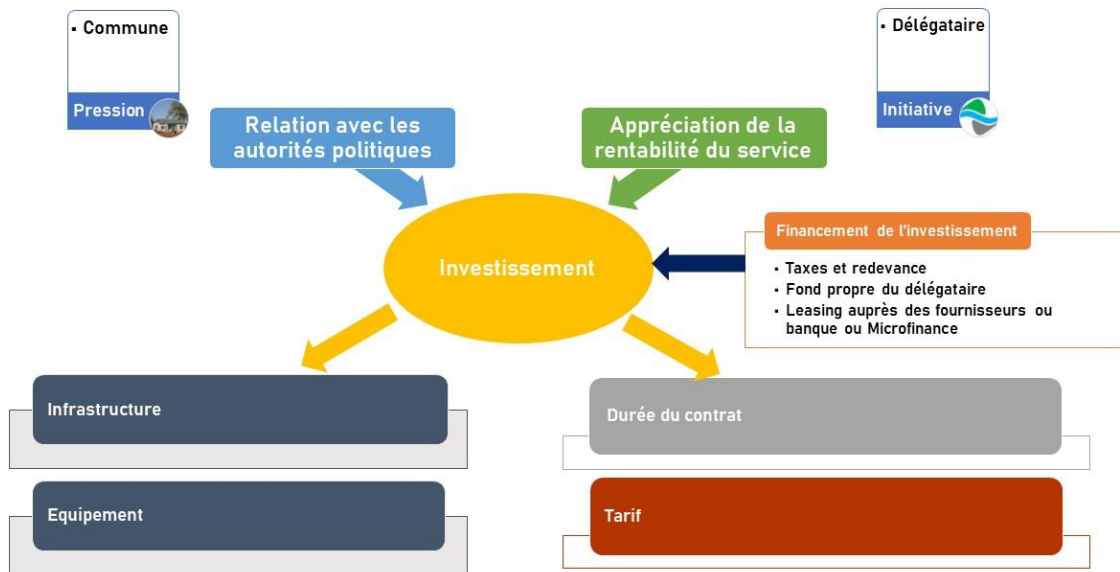 ▪ Commune
Pression
▪ Délégataire
Initiative
Relation avec les
autorités politiques
Appréciation de la
rentabilité du service
Investissement
Financement de l'investissement
▪ Taxes et redevance
▪ Fond propre du délégataire
▪ Leasing auprès des fournisseurs ou
banque ou Microfinance
Infrastructure
Durée du contrat
Equipement
Tarif